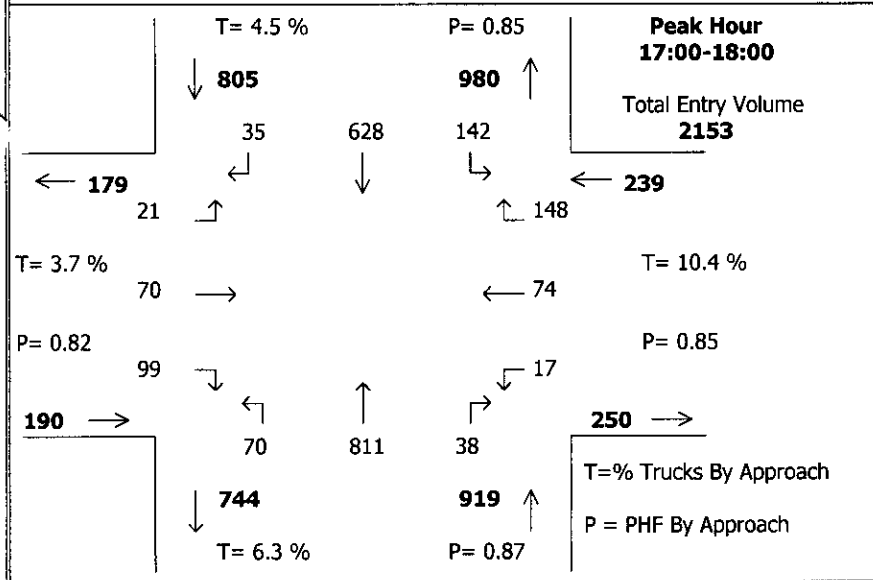 T= 4.5 %
P= 0.85
Peak Hour
17:00-18:00
805
980
Total Entry Volume
2153
35
628
142
179
239
21
148
T= 3.7 %
T= 10.4 %
70
74
P= 0.82
P= 0.85
99
17
190
250
70
811
38
T=% Trucks By Approach
744
919
P = PHF By Approach
T= 6.3 %
P= 0.87